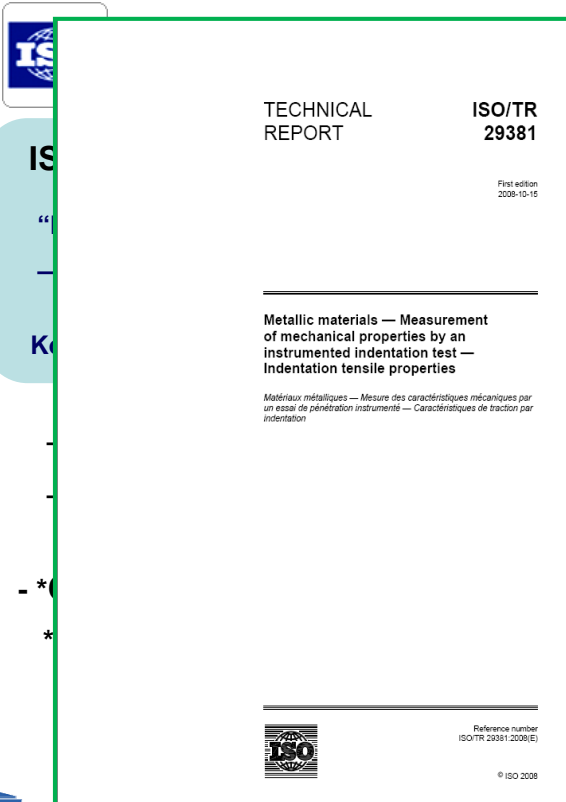 TECHNICAL
REPORT
ISO/TR
29381
First edition
2008-10-15
Metallic materials — Measurement
of mechanical properties by an
instrumented indentation test —
Indentation tensile properties
Matériaux métalliques — Mesure des caractéristiques mécaniques par
un essai de pénétration instrumenté — Caractéristiques de traction par
indentation
ISO
Reference number
ISO/TR 29381:2008(E)
© ISO 2008